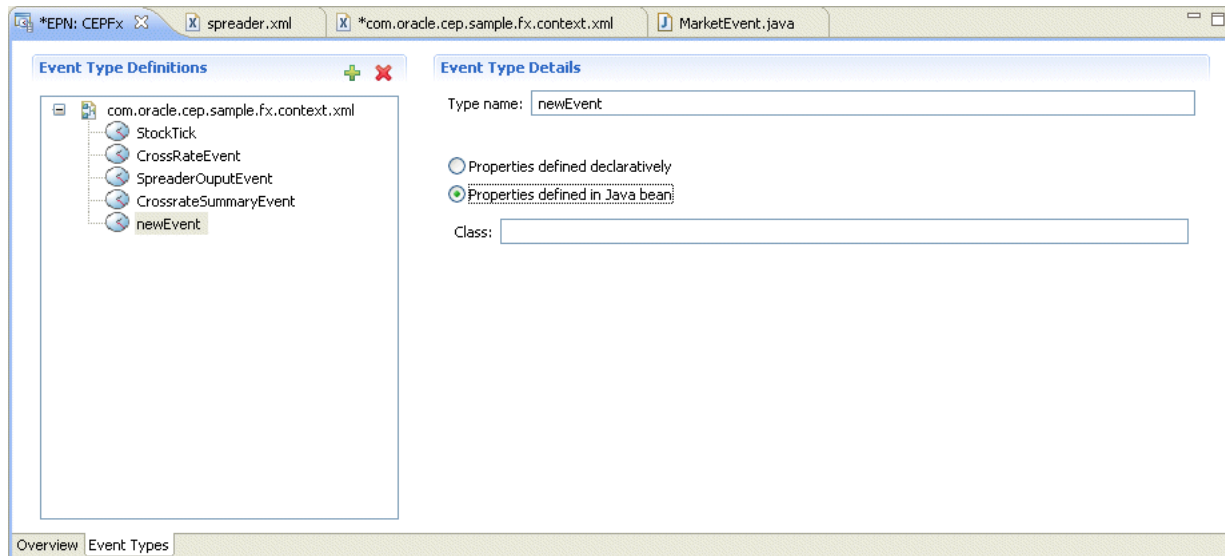 *EPN: CEPFx spreader.xml *com.oracle.cep.sample.fx.context.xml MarketEvent.java
Event Type Definitions
com.oracle.cep.sample.fx.context.xml
StockTick
CrossRateEvent
SpreaderOuputEvent
CrossrateSummaryEvent
newEvent
Event Type Details
Type name: newEvent
Properties defined declaratively
Properties defined in Java bean
Class:
Overview Event Types